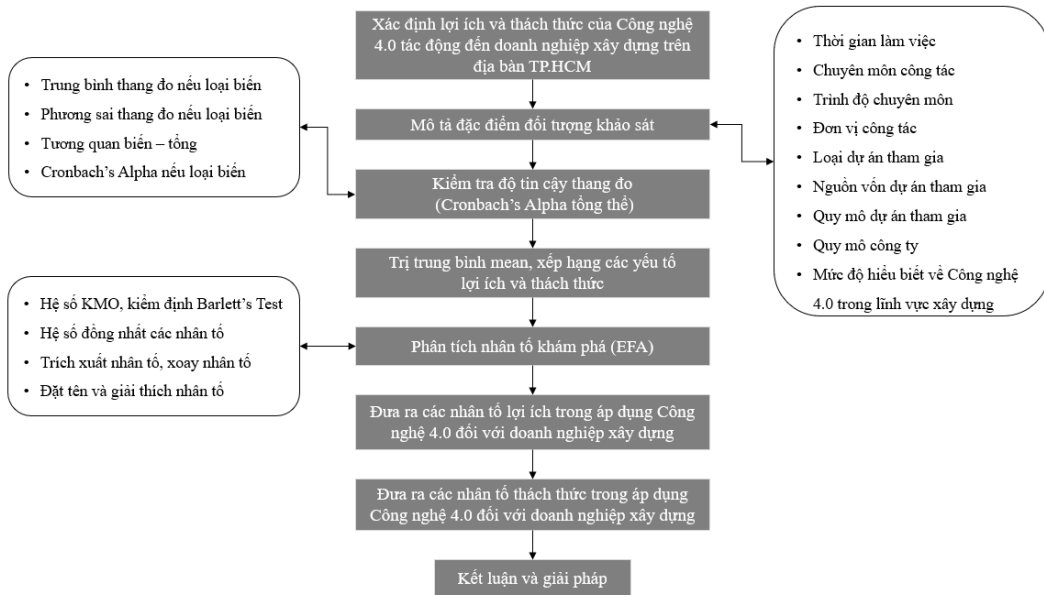 Xác định lợi ích và thách thức của Công nghệ
4.0 tác động đến doanh nghiệp xây dựng trên
địa bàn TP.HCM
Mô tả đặc điểm đối tượng khảo sát
• Thời gian làm việc
• Chuyên môn công tác
• Trình độ chuyên môn
• Đơn vị công tác
• Loại dự án tham gia
• Nguồn vốn dự án tham gia
• Quy mô dự án tham gia
• Quy mô công ty
• Mức độ hiểu biết về Công nghệ
4.0 trong lĩnh vực xây dựng
• Trung bình thang đo nếu loại biến
• Phương sai thang đo nếu loại biến
• Tương quan biến – tổng
• Cronbach's Alpha nếu loại biến
Kiểm tra độ tin cậy thang đo
(Cronbach's Alpha tổng thể)
Trị trung bình mean, xếp hạng các yếu tố
lợi ích và thách thức
• Hệ số KMO, kiểm định Barlett's Test
• Hệ số đồng nhất các nhân tố
• Trích xuất nhân tố, xoay nhân tố
• Đặt tên và giải thích nhân tố
Phân tích nhân tố khám phá (EFA)
Đưa ra các nhân tố lợi ích trong áp dụng Công
nghệ 4.0 đối với doanh nghiệp xây dựng
Đưa ra các nhân tố thách thức trong áp dụng
Công nghệ 4.0 đối với doanh nghiệp xây dựng
Kết luận và giải pháp